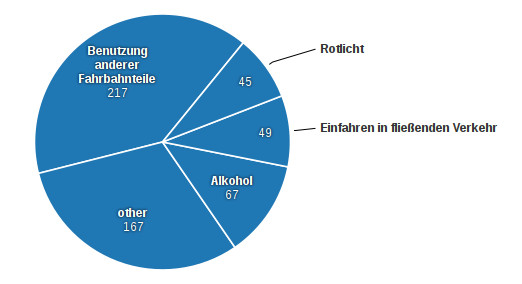 Benutzung
anderer
Fahrbahnteile
217
Rotlicht
45
Einfahren in fließenden Verkehr
49
Alkohol
67
other
167